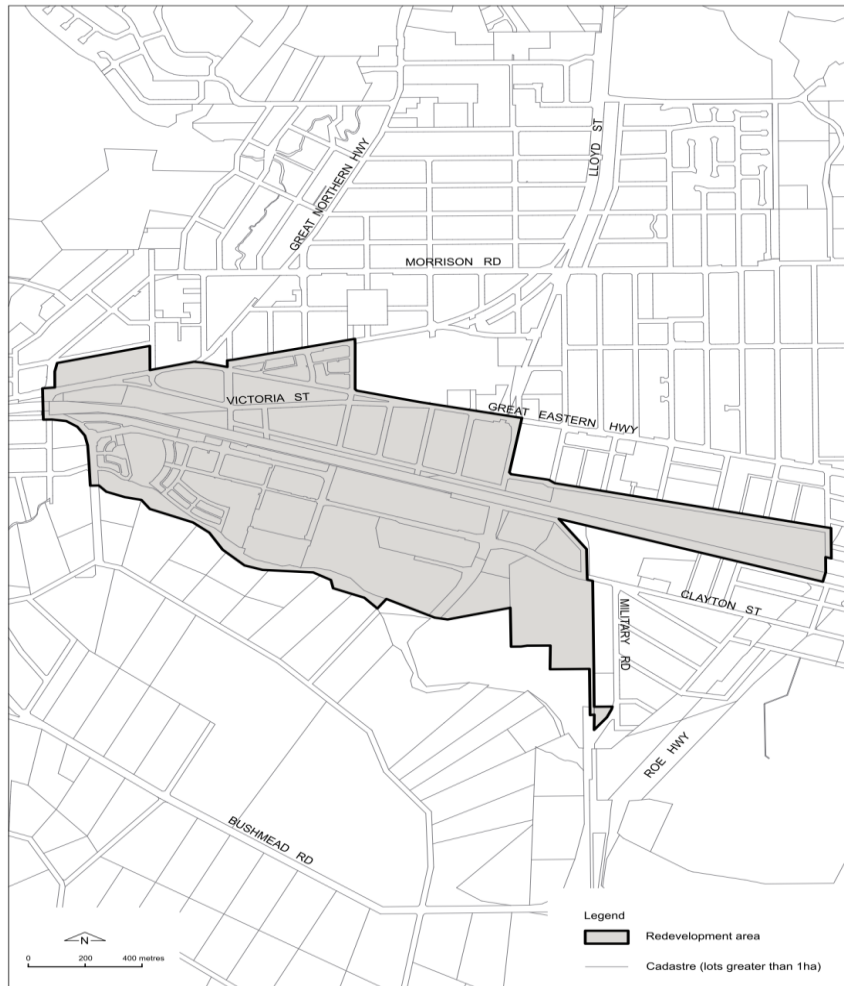 LLOYD ST
GREAT NORTHERN HWY
MORRISON RD
VICTORIA ST
GREAT EASTERN HWY
CLAYTON ST
MILITARY RD
ROE HWY
BUSHMEAD RD
N
0 200 400 metres
Legend
Redevelopment area
Cadastre (lots greater than 1ha)